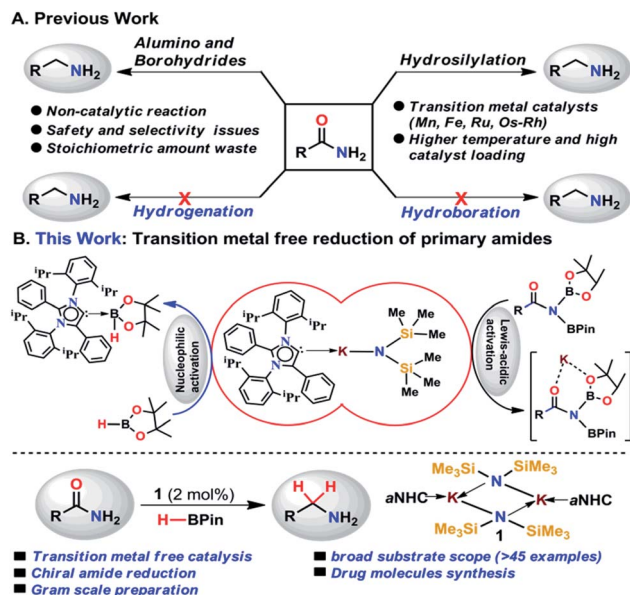 A. Previous Work
Alumino and
Borohydrides
Hydrosilylation
R NH2
R NH2
Non-catalytic reaction
Safety and selectivity issues
Stoichiometric amount waste
O
R NH2
Transition metal catalysts
(Mn, Fe, Ru, Os-Rh)
Higher temperature and high
catalyst loading
R NH2
X
Hydrogenation
X
Hydroboration
R NH2
B. This Work: Transition metal free reduction of primary amides
iPr
iPr
N
N
iPr
iPr
B
O
O
H
H B
O
O
Nucleophilic
activation
iPr
iPr
N
N
iPr
iPr
K N
Me Me
Si Me
Si Me
Me Me
Lewis-acidic
activation
O
R N
B
O
O
BPin
K
O
R N
B
O
O
BPin
O
R NH2
1 (2 mol%)
H BPin
H H
R NH2
Me3Si N SiMe3
aNHC K K aNHC
Me3Si N SiMe3
1
Transition metal free catalysis
Chiral amide reduction
Gram scale preparation
broad substrate scope (>45 examples)
Drug molecules synthesis